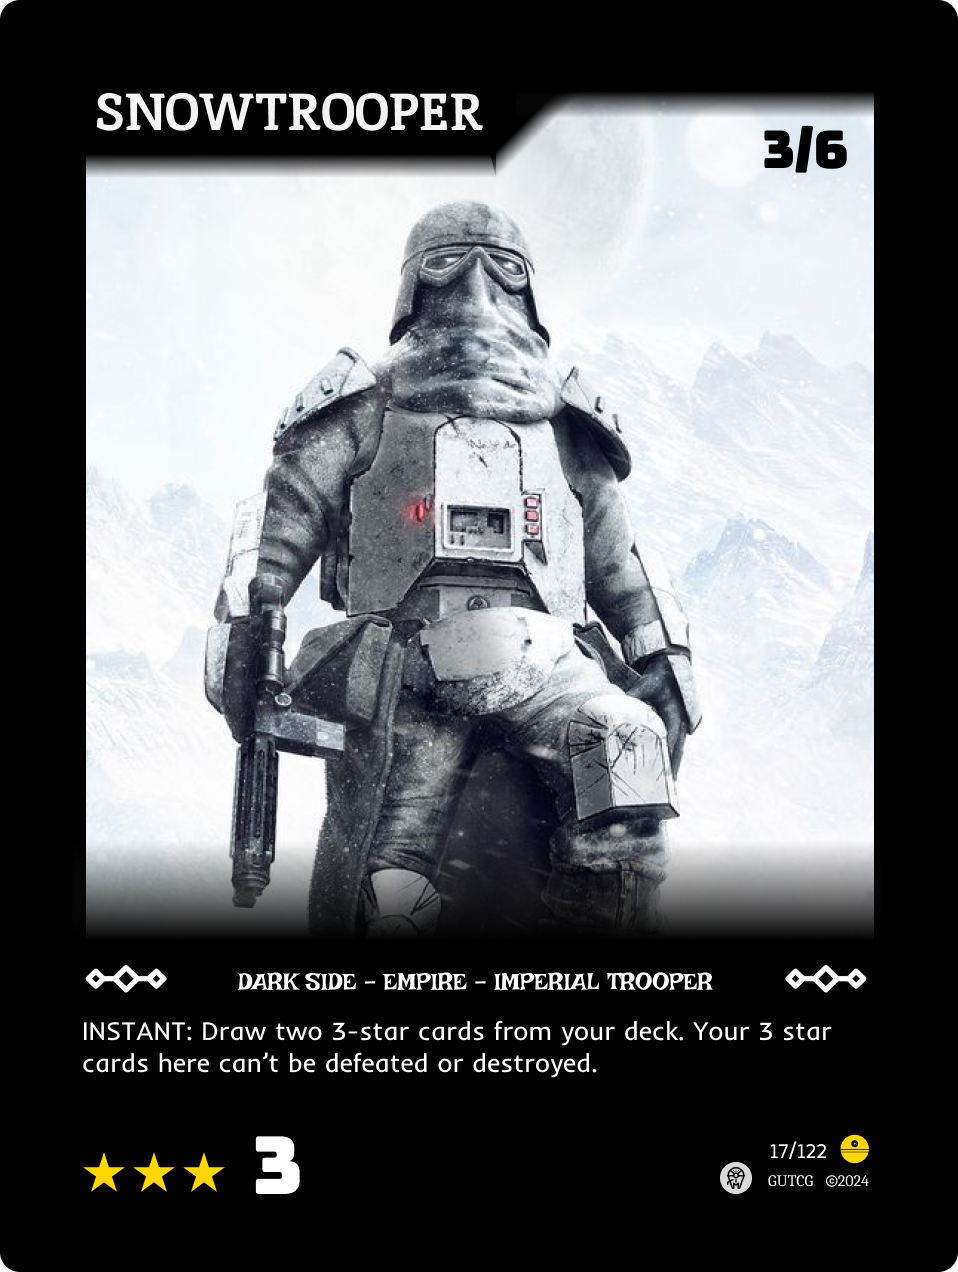 SNOWTROOPER
3/6
DARK SIDE – EMPIRE – IMPERIAL TROOPER
INSTANT: Draw two 3-star cards from your deck. Your 3 star
cards here can’t be defeated or destroyed.
3
17/122
GUTCG ©2024